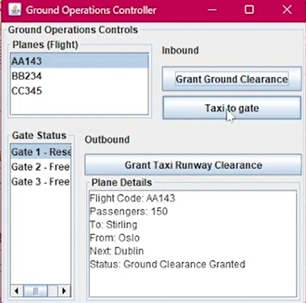 Ground Operations Controller
Ground Operations Controls
Planes (Flight)
AA143
BB234
CC345
Inbound
Grant Ground Clearance
Taxi to gate
Gate Status
Gate 1 - Rese
Gate 2 - Free
Gate 3 - Free
Outbound
Grant Taxi Runway Clearance
Plane Details
Flight Code: AA143
Passengers: 150
To: Stirling
From: Oslo
Next: Dublin
Status: Ground Clearance Granted